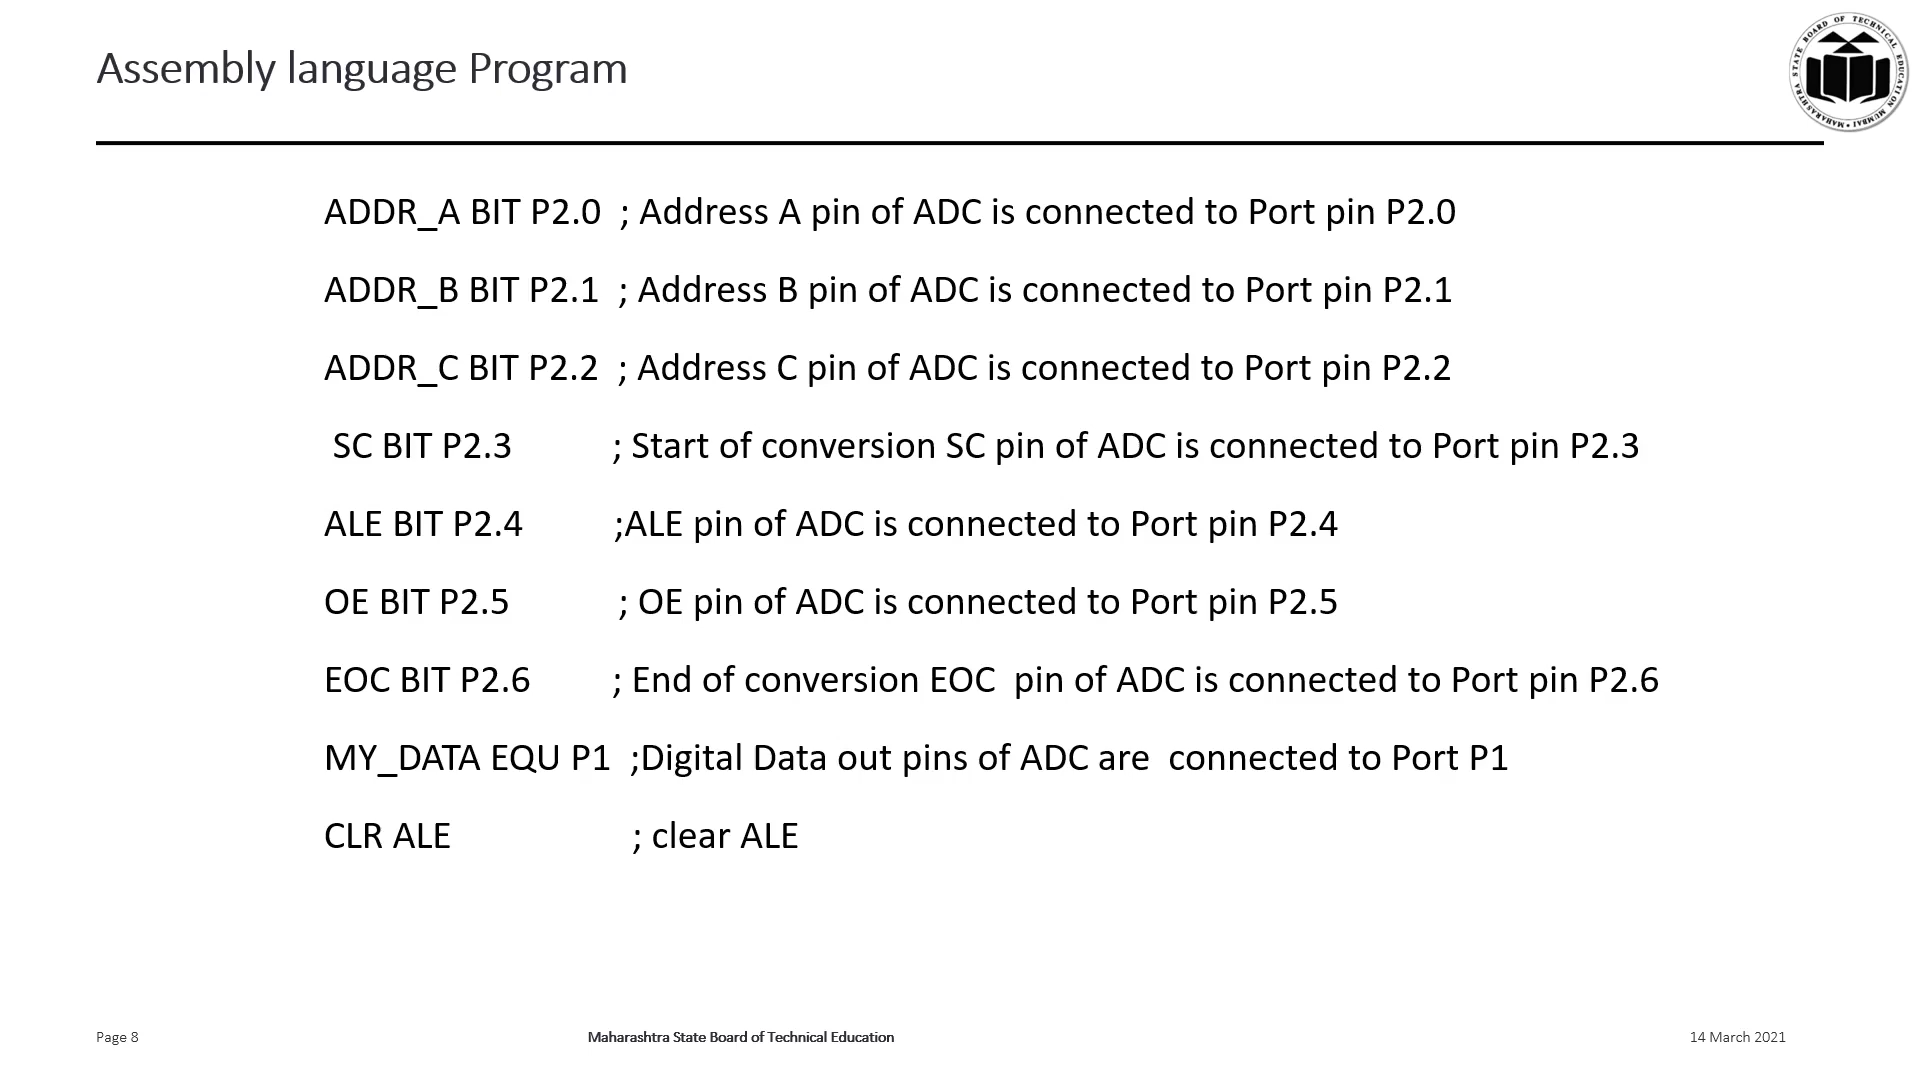 Assembly language Program
MAHARASHTRA STATE BOARD OF TECHNICAL EDUCATION MUMBAI
ADDR_A BIT P2.0 ; Address A pin of ADC is connected to Port pin P2.0
ADDR_B BIT P2.1 ; Address B pin of ADC is connected to Port pin P2.1
ADDR_C BIT P2.2 ; Address C pin of ADC is connected to Port pin P2.2
SC BIT P2.3 ; Start of conversion SC pin of ADC is connected to Port pin P2.3
ALE BIT P2.4 ;ALE pin of ADC is connected to Port pin P2.4
OE BIT P2.5 ; OE pin of ADC is connected to Port pin P2.5
EOC BIT P2.6 ; End of conversion EOC pin of ADC is connected to Port pin P2.6
MY_DATA EQU P1 ;Digital Data out pins of ADC are connected to Port P1
CLR ALE ; clear ALE
Page 8
Maharashtra State Board of Technical Education
14 March 2021